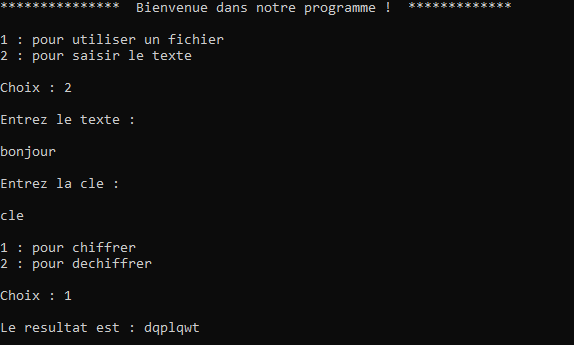 ***************  Bienvenue dans notre programme !  *************
1 : pour utiliser un fichier
2 : pour saisir le texte
Choix : 2
Entrez le texte :
bonjour
Entrez la cle :
cle
1 : pour chiffrer
2 : pour dechiffrer
Choix : 1
Le resultat est : dqplqwt